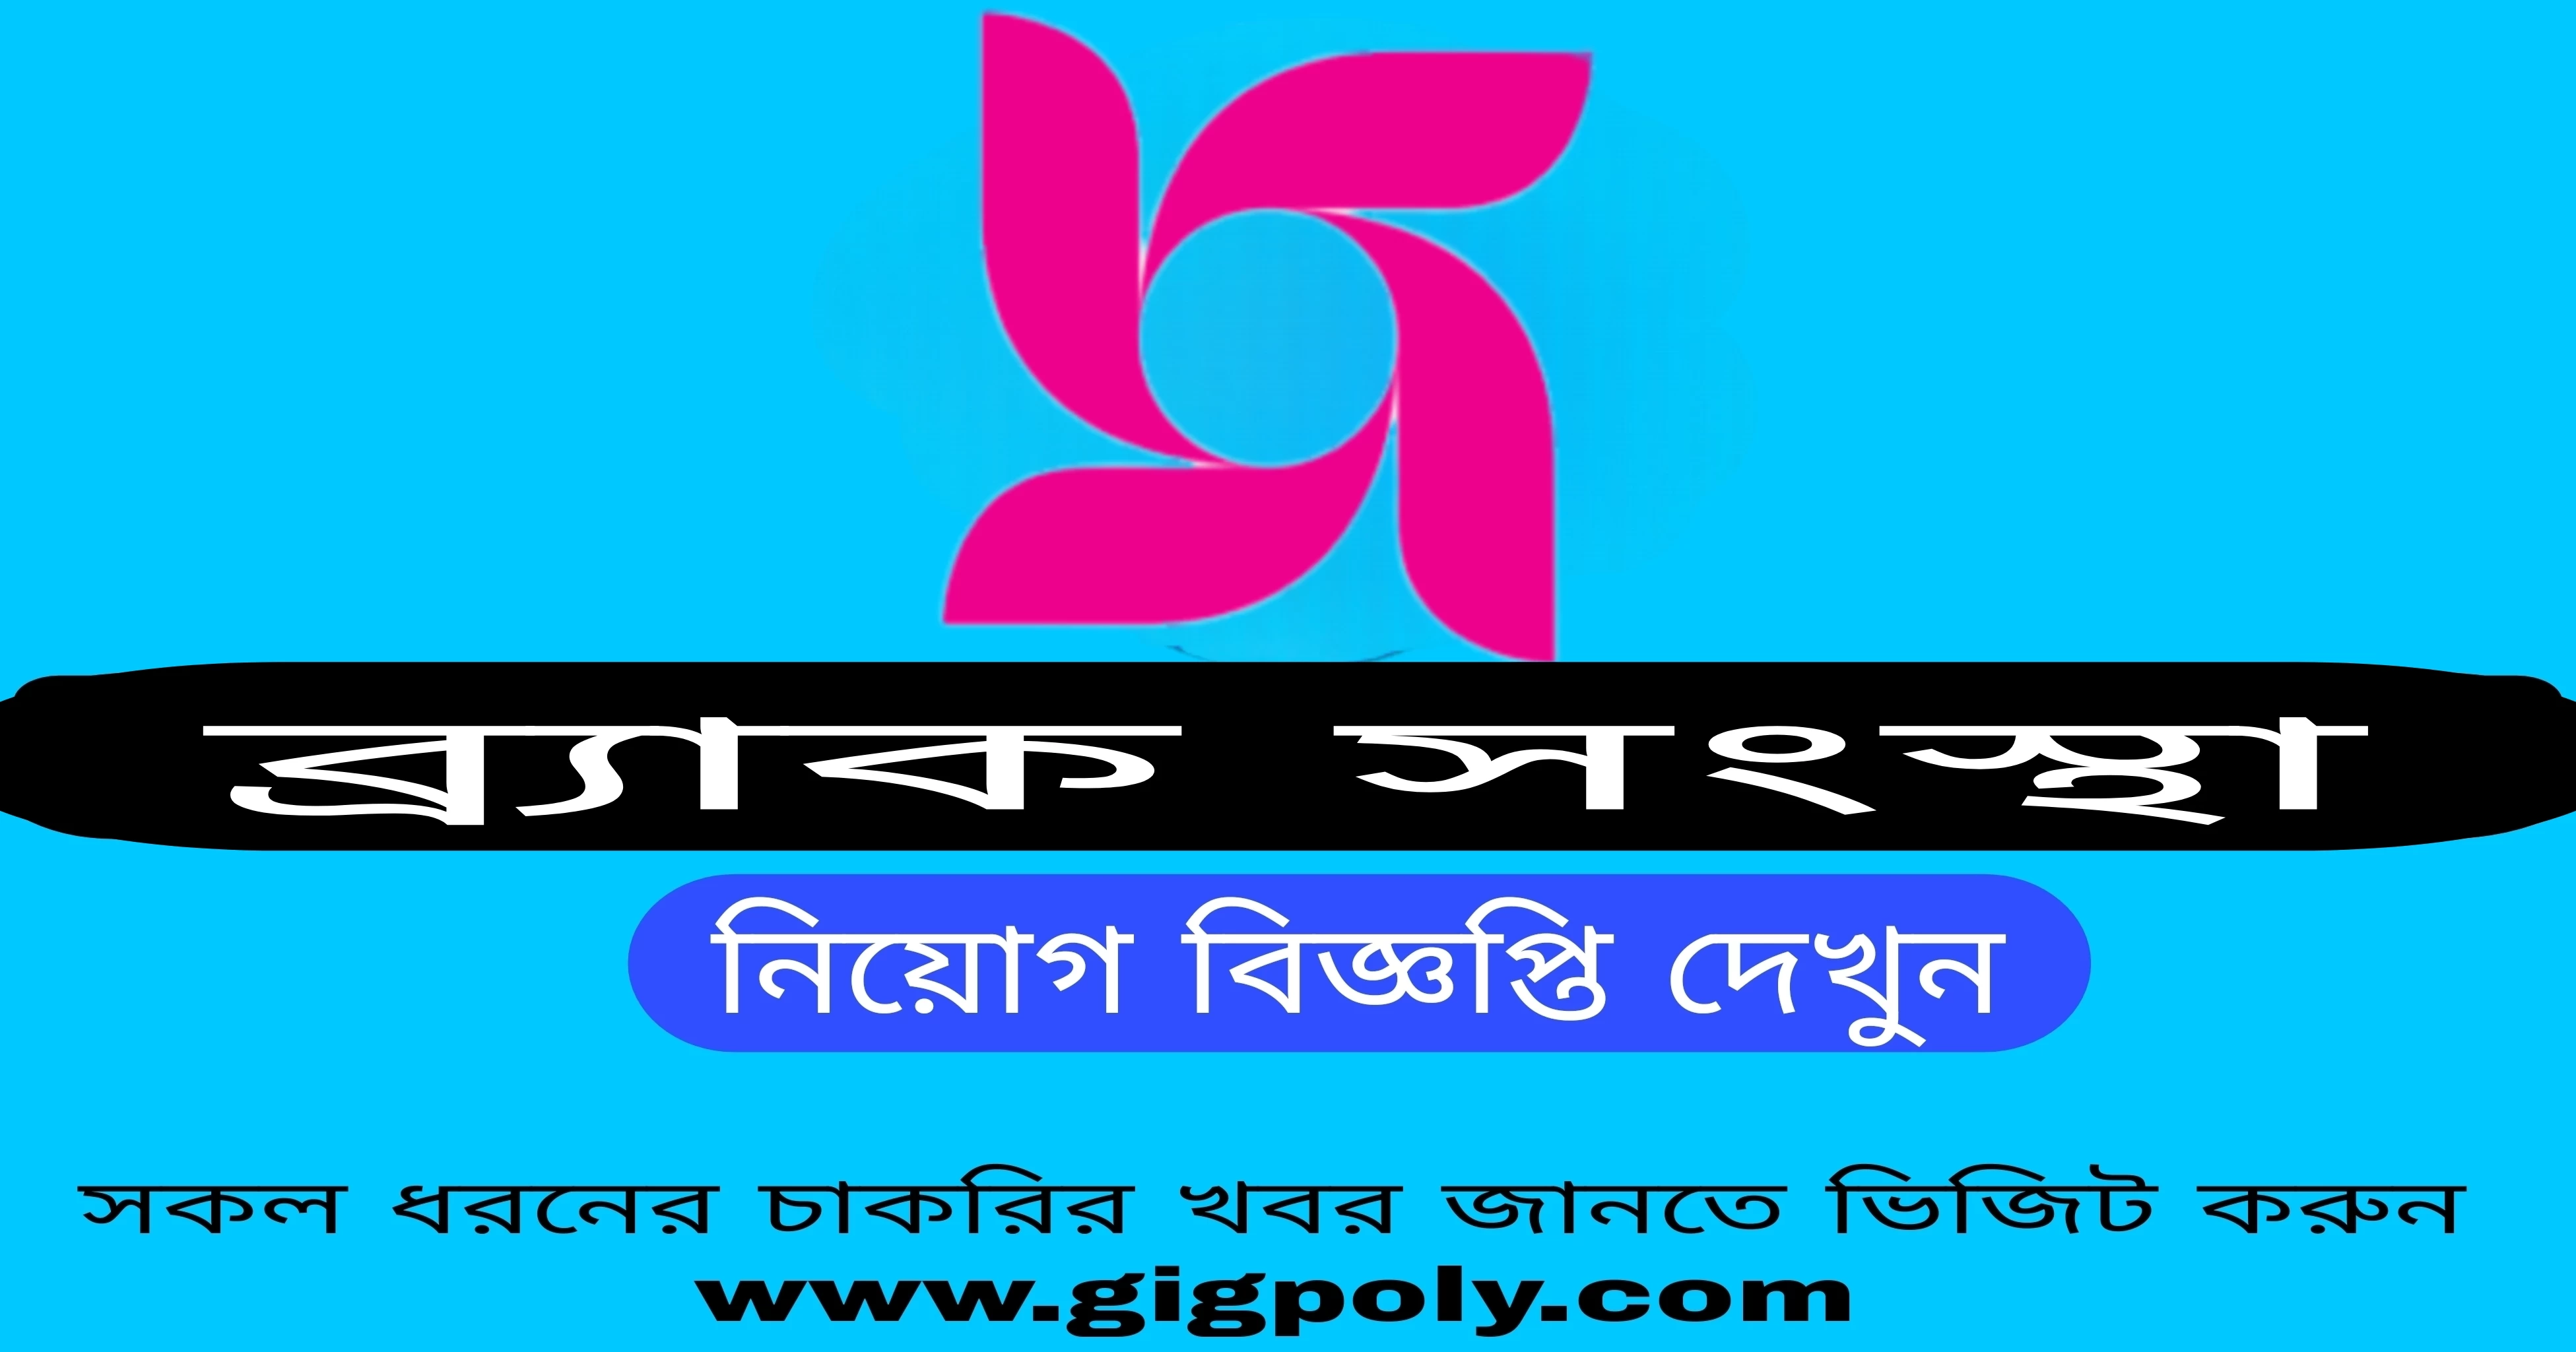 ব্র্যাক সংস্থা
নিয়োগ বিজ্ঞপ্তি দেখুন
সকল ধরনের চাকরির খবর জানতে ভিজিট করুন
www.gigpoly.com